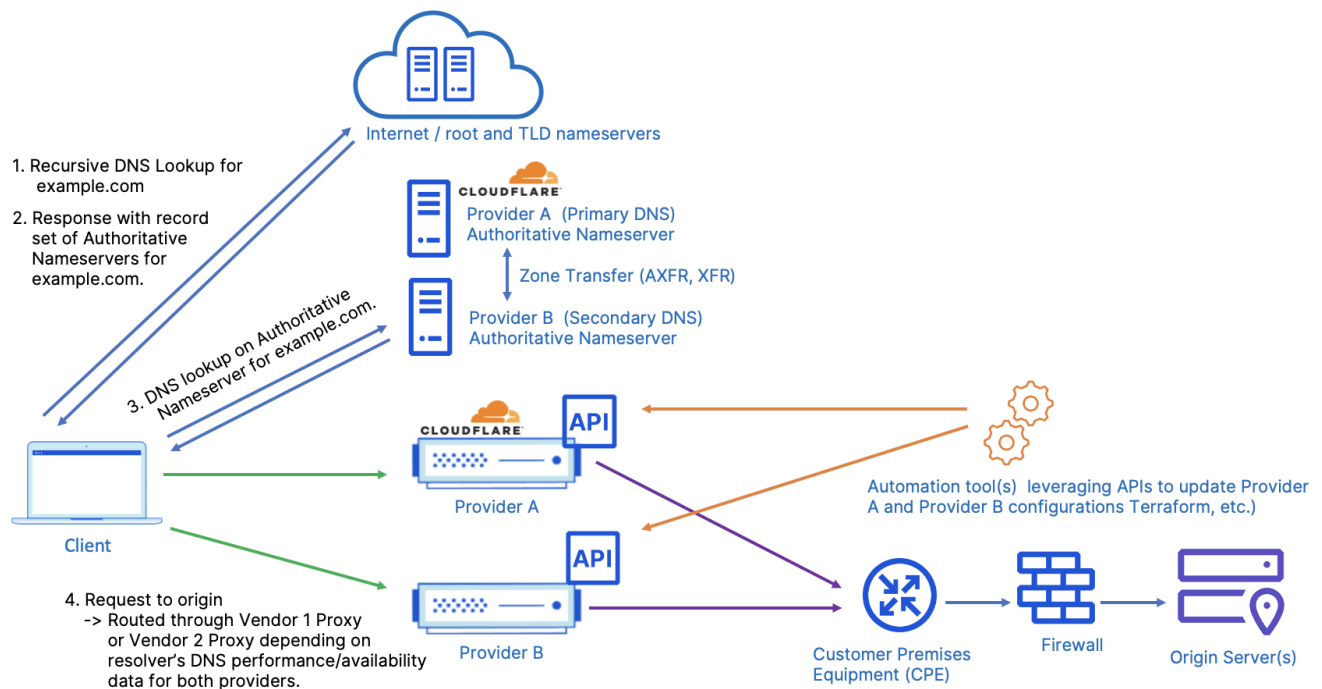 Internet / root and TLD nameservers
1. Recursive DNS Lookup for
example.com
2. Response with record
set of Authoritative
Nameservers for
example.com.
CLOUDFLARE
Provider A (Primary DNS)
Authoritative Nameserver
Zone Transfer (AXFR, XFR)
Provider B (Secondary DNS)
Authoritative Nameserver
3. DNS lookup on Authoritative
Nameserver for example.com.
CLOUDFLARE
API
Provider A
Automation tool(s) leveraging APIs to update Provider
A and Provider B configurations Terraform, etc.)
Client
API
Provider B
4. Request to origin
-> Routed through Vendor 1 Proxy
or Vendor 2 Proxy depending on
resolver's DNS performance/availability
data for both providers.
Customer Premises
Equipment (CPE)
Firewall
Origin Server(s)